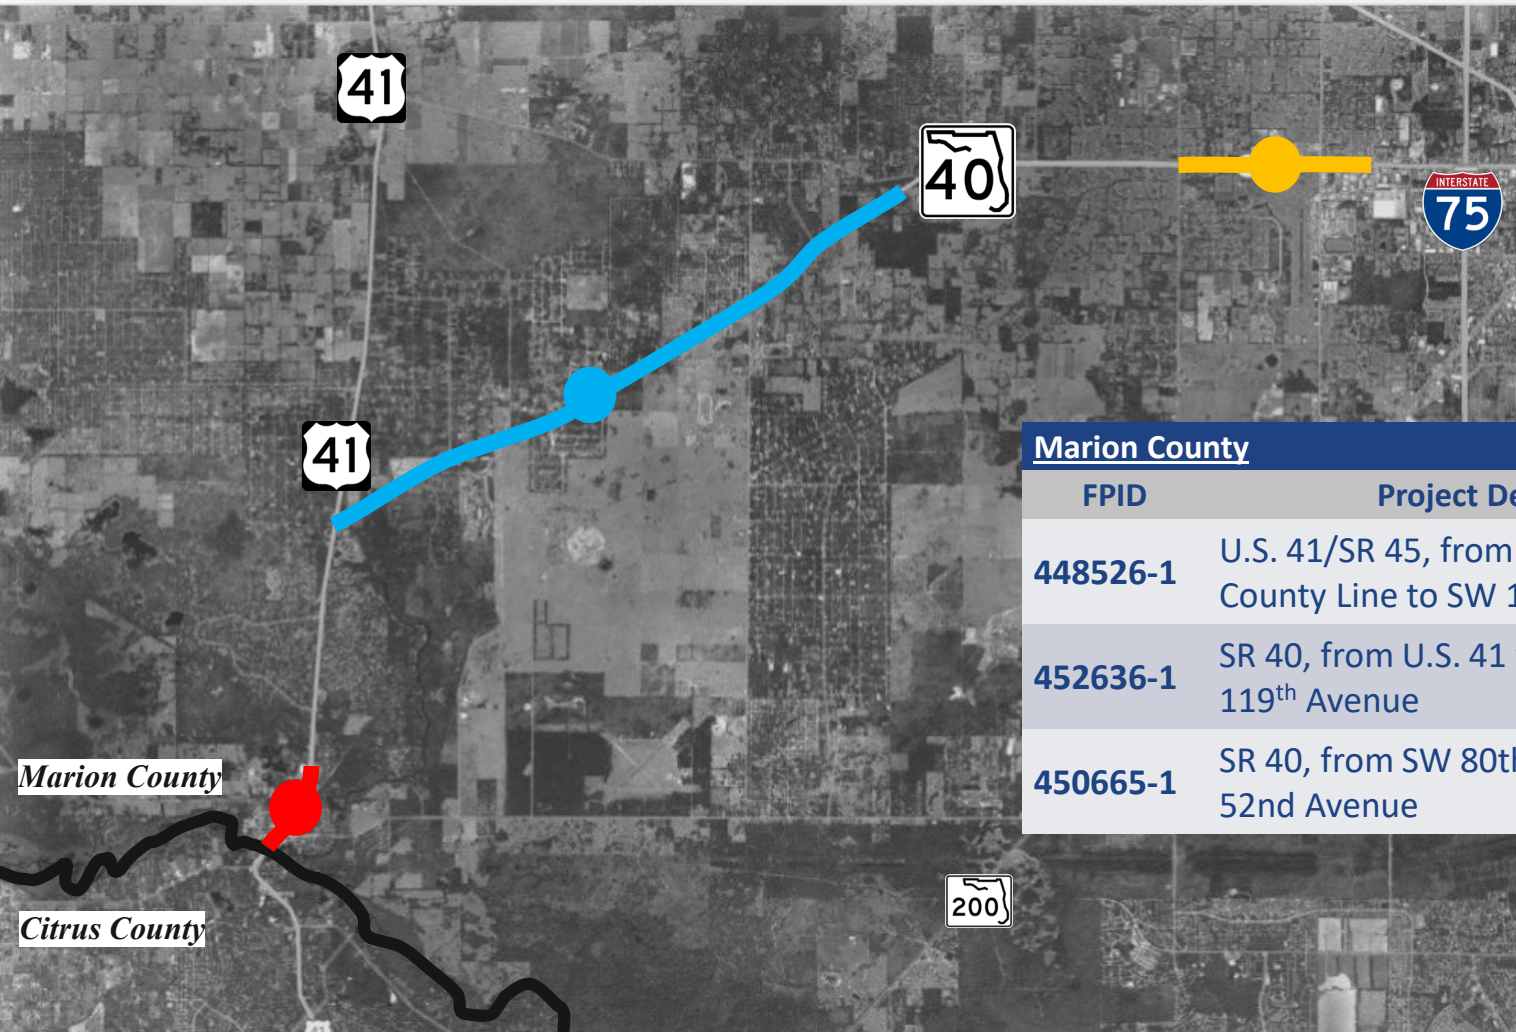 41
40
INTERSTATE
75
41
Marion County
FPID
Project De
448526-1
U.S. 41/SR 45, from
County Line to SW 1
452636-1
SR 40, from U.S. 41
119th Avenue
450665-1
SR 40, from SW 80th
52nd Avenue
Marion County
200
Citrus County